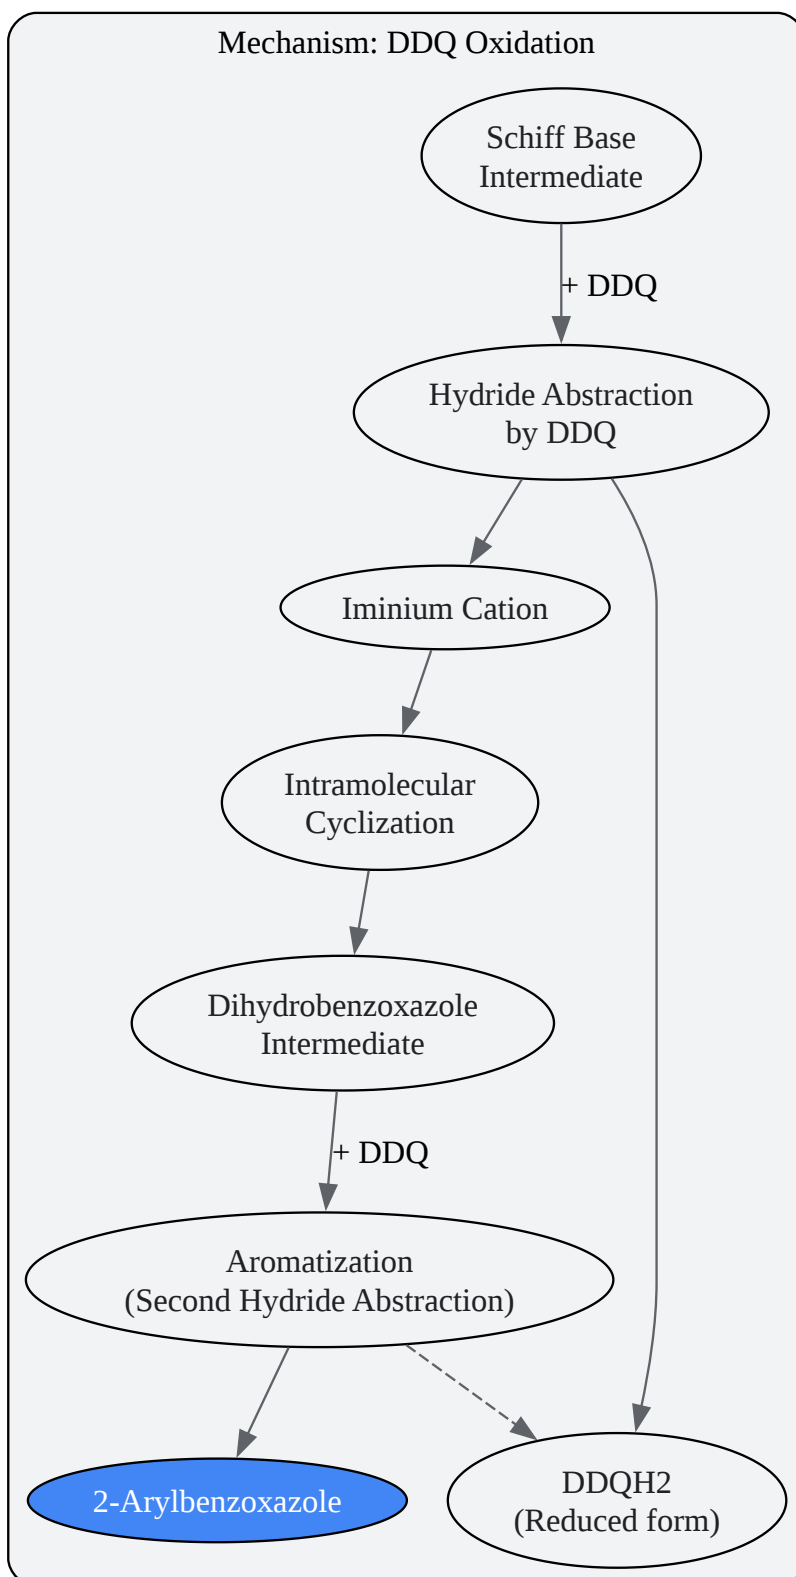 Mechanism: DDQ Oxidation
Schiff Base
Intermediate
+ DDQ
Hydride Abstraction
by DDQ
Iminium Cation
Intramolecular
Cyclization
Dihydrobenzoxazole
Intermediate
+ DDQ
Aromatization
(Second Hydride Abstraction)
2-Arylbenzoxazole
DDQH2
(Reduced form)